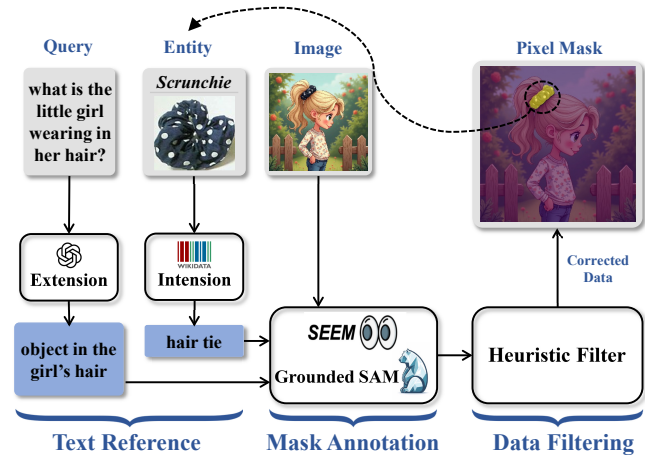 Query
Entity
Image
Pixel Mask
what is the
little girl
wearing in
her hair?
Scrunchie
Extension
WIKIDATA
Intension
Corrected
Data
object in the
girl's hair
hair tie
SEEM
Grounded SAM
Heuristic Filter
Text Reference
Mask Annotation
Data Filtering